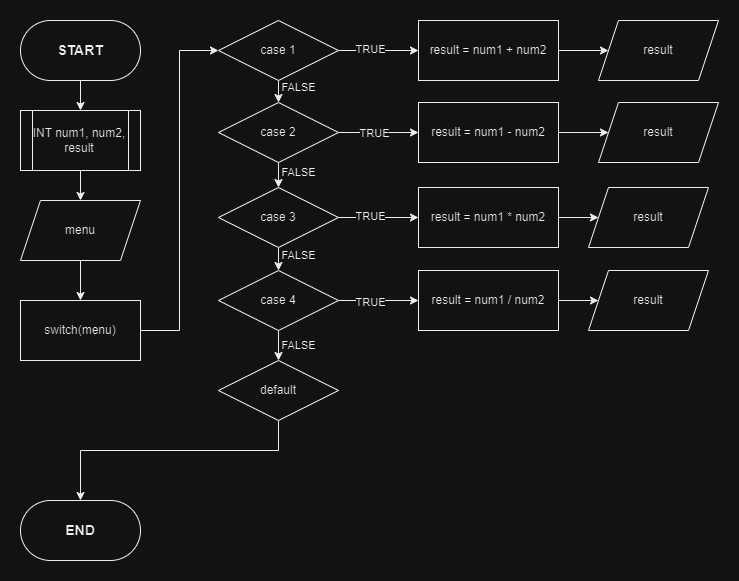 START
INT num1, num2,
result
menu
switch(menu)
case 1
TRUE
result = num1 + num2
result
FALSE
case 2
TRUE
result = num1 - num2
result
FALSE
case 3
TRUE
result = num1 * num2
result
FALSE
case 4
TRUE
result = num1 / num2
result
FALSE
default
END